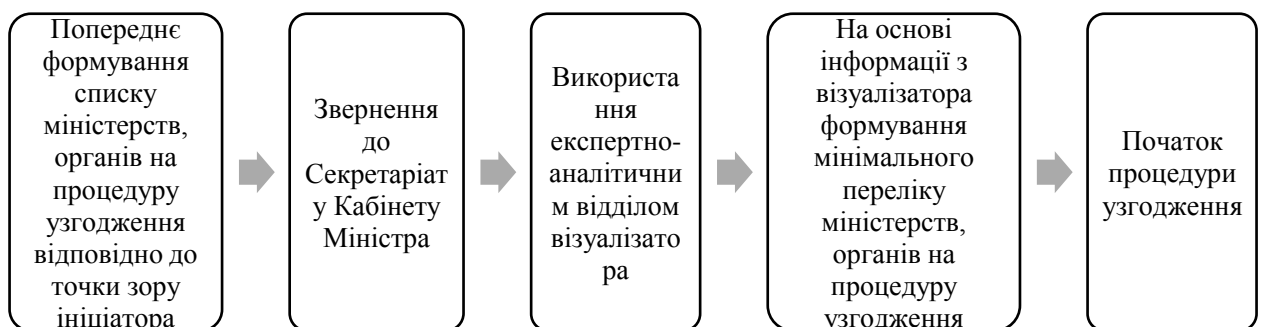 Попереднє
формування
списку
міністерств,
органів на
процедуру
узгодження
відповідно до
точки зору
ініціатора
Звернення
до
Секретаріат
у Кабінету
Міністра
Використа
ння
експертно-
аналітични
м відділом
візуалізато
ра
На основі
інформації з
візуалізатора
формування
мінімального
переліку
міністерств,
органів на
процедуру
узгодження
Початок
процедури
узгодження